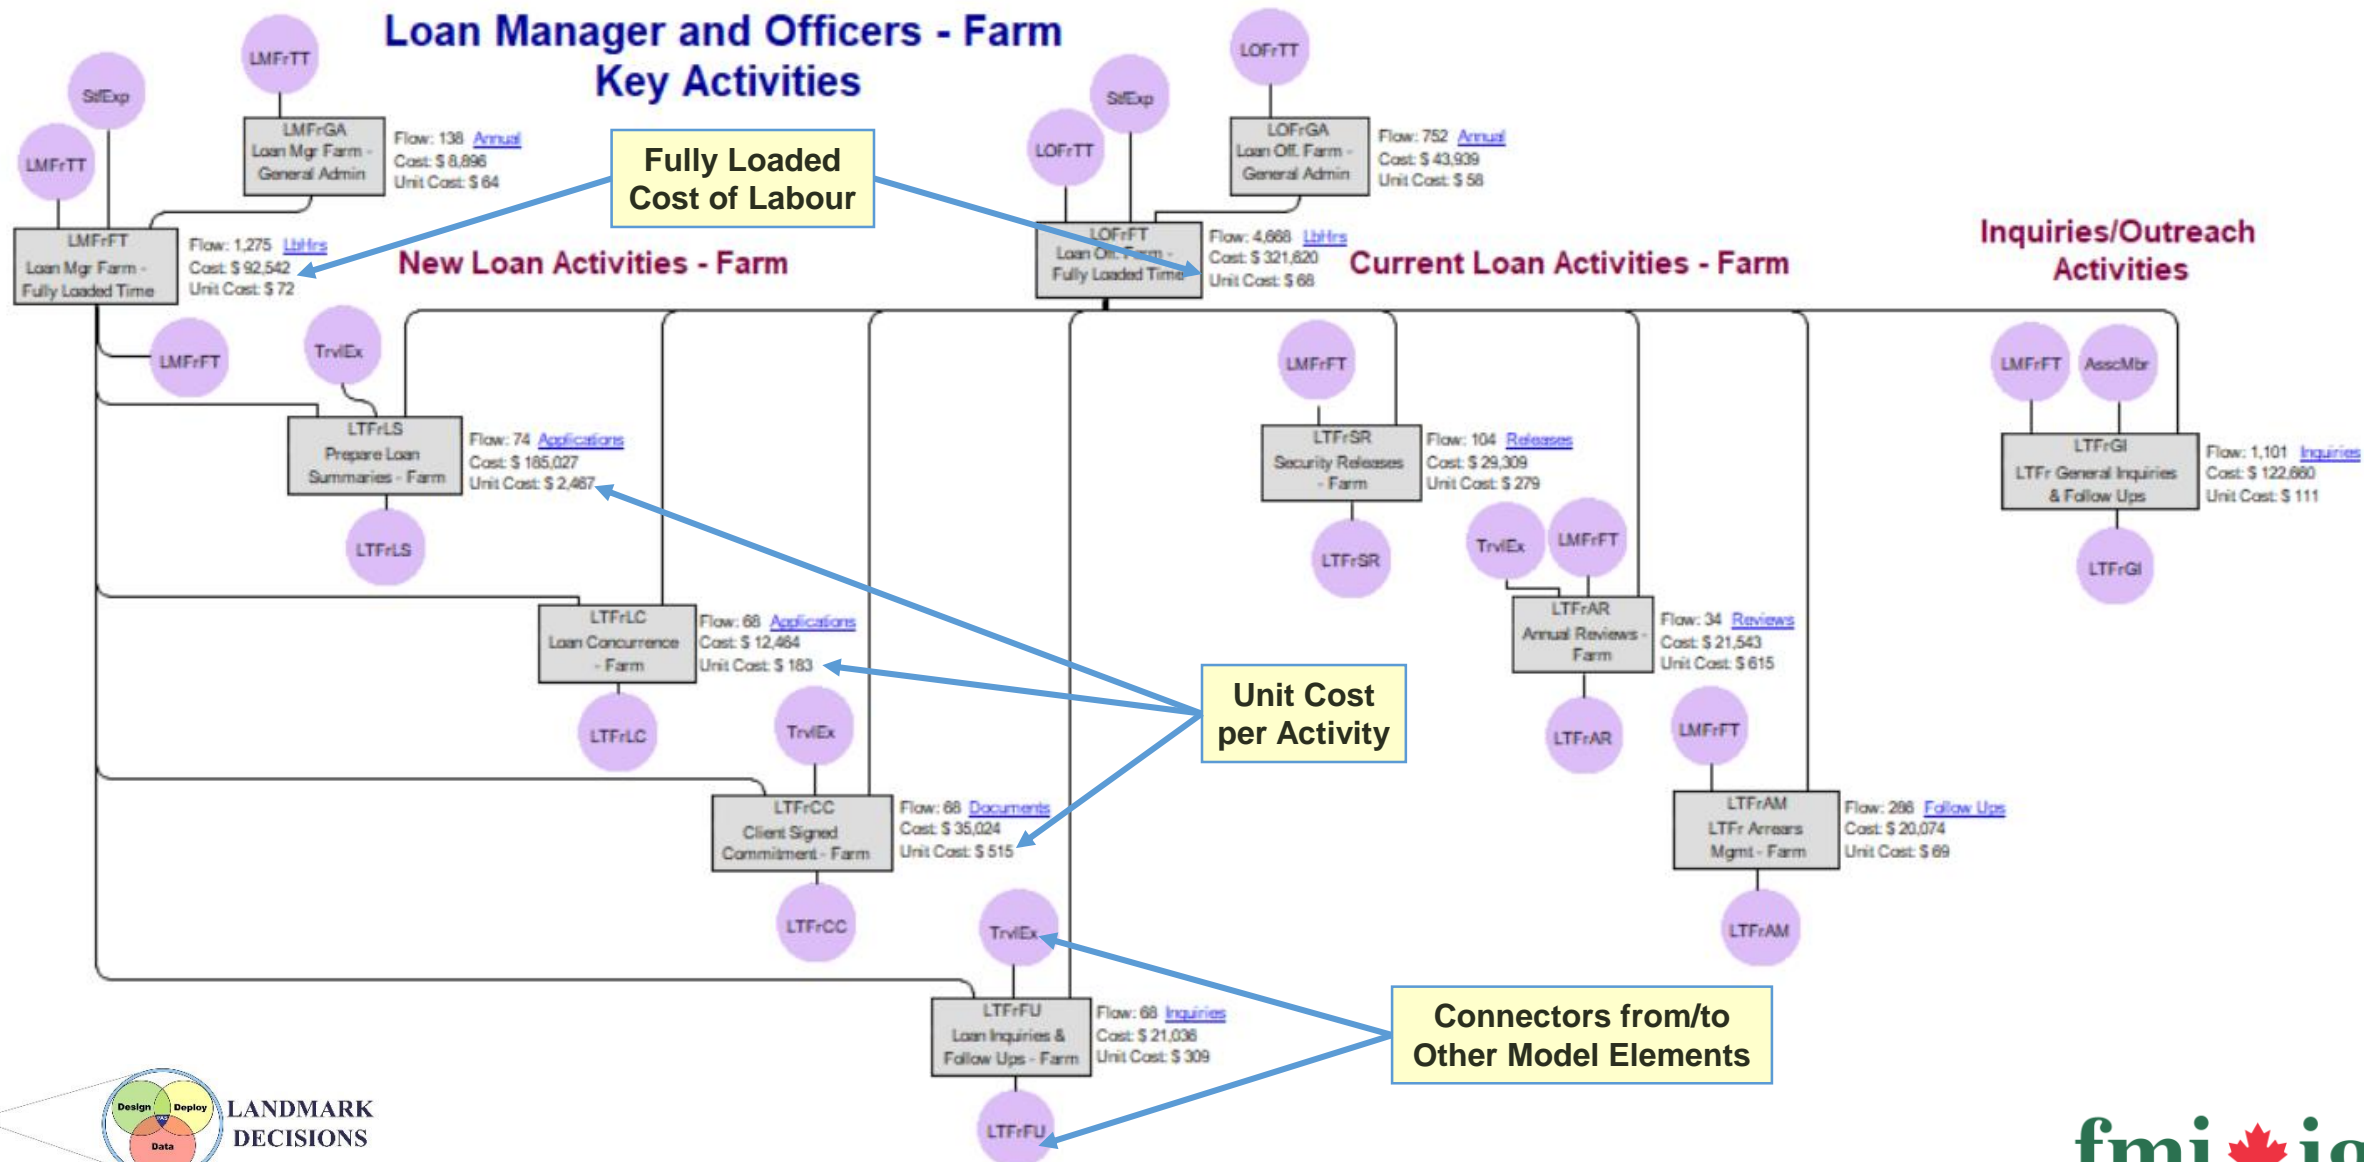 Loan Manager and Officers - Farm
Key Activities
LMFrTT
StfExp
LMFrTT
LMFrGA
Loan Mgr Farm -
General Admin
Flow: 138 Annual
Cost: $ 8,896
Unit Cost: $ 64
LMFrFT
Loan Mgr Farm -
Fully Loaded Time
Flow: 1,275 LbHrs
Cost: $ 92,542
Unit Cost: $ 72
Fully Loaded
Cost of Labour
LOFrTT
StfExp
LOFrTT
LOFrGA
Loan Off. Farm -
General Admin
Flow: 752 Annual
Cost: $ 43,939
Unit Cost: $ 58
LOFrFT
Loan Off. Farm -
Fully Loaded Time
Flow: 4,668 LbHrs
Cost: $ 321,620
Unit Cost: $ 68
New Loan Activities - Farm
Current Loan Activities - Farm
Inquiries/Outreach
Activities
LMFrFT
TrvlEx
LTFrLS
Prepare Loan
Summaries - Farm
Flow: 74 Applications
Cost: $ 185,027
Unit Cost: $ 2,467
LTFrLS
LTFrLC
Loan Concurrence
- Farm
Flow: 68 Applications
Cost: $ 12,464
Unit Cost: $ 183
LTFrLC
TrvlEx
LTFrCC
Client Signed
Commitment - Farm
Flow: 68 Documents
Cost: $ 35,024
Unit Cost: $ 515
LTFrCC
TrvlEx
LTFrFU
Loan Inquiries &
Follow Ups - Farm
Flow: 68 Inquiries
Cost: $ 21,036
Unit Cost: $ 309
LTFrFU
Unit Cost
per Activity
LMFrFT
LTFrSR
Security Releases
- Farm
Flow: 104 Releases
Cost: $ 29,309
Unit Cost: $ 279
LTFrSR
TrvlEx
LMFrFT
LTFrAR
Annual Reviews -
Farm
Flow: 34 Reviews
Cost: $ 21,543
Unit Cost: $ 615
LTFrAR
LMFrFT
LTFrAM
LTFr Arrears
Mgmt - Farm
Flow: 286 Follow Ups
Cost: $ 20,074
Unit Cost: $ 69
LTFrAM
LMFrFT
AsscMbr
LTFrGI
LTFr General Inquiries
& Follow Ups
Flow: 1,101 Inquiries
Cost: $ 122,660
Unit Cost: $ 111
LTFrGI
Connectors from/to
Other Model Elements
Design
Deploy
Data
LANDMARK
DECISIONS
fmi ig